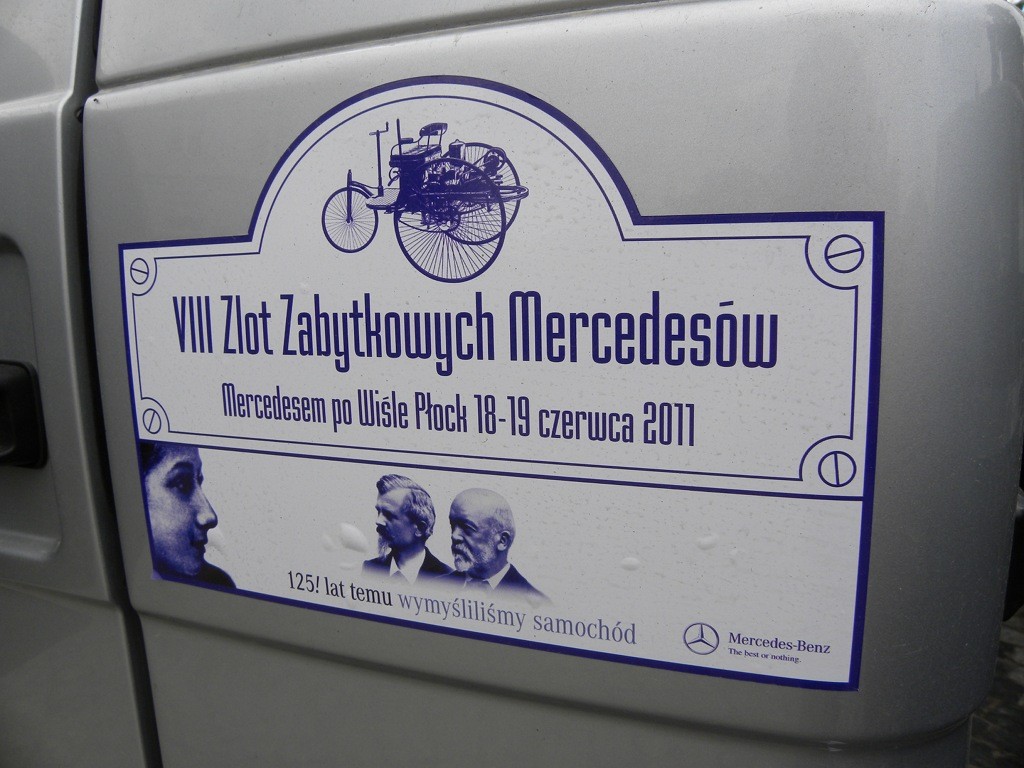 VIII Zlot Zabytkowych Mercedesów
Mercedesem po Wiśle Płock 18-19 czerwca 2011
125! lat temu wymyśliliśmy samochód
Mercedes-Benz
The best or nothing.